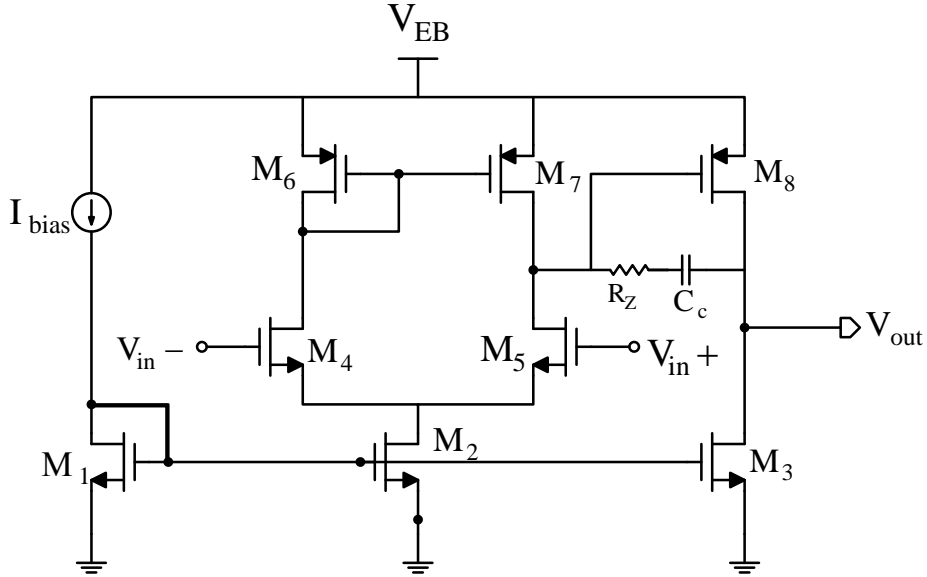 V_EB
M_6
M_7
M_8
I_bias
R_Z
C_c
V_out
V_in −
M_4
M_5
V_in +
M_1
M_2
M_3